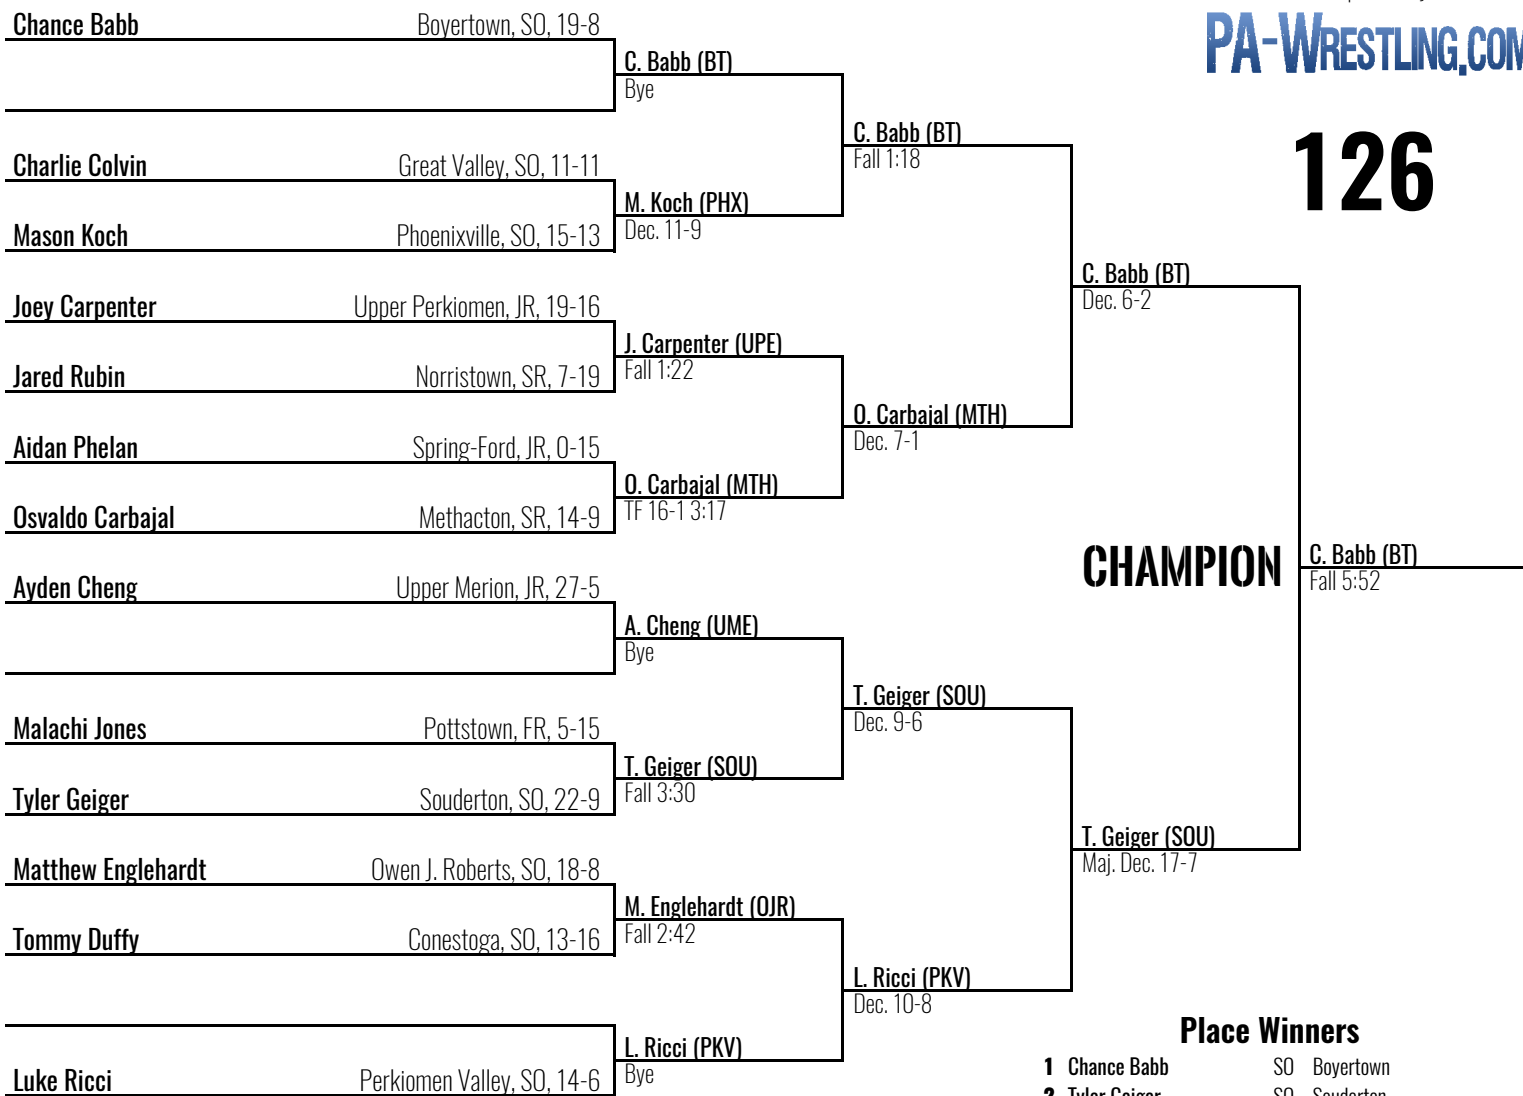 Chance Babb Boyertown, SO, 19-8
C. Babb (BT)
Bye
Charlie Colvin Great Valley, SO, 11-11
M. Koch (PHX)
Dec. 11-9
Mason Koch Phoenixville, SO, 15-13
C. Babb (BT)
Fall 1:18
Joey Carpenter Upper Perkiomen, JR, 19-16
J. Carpenter (UPE)
Fall 1:22
Jared Rubin Norristown, SR, 7-19
Aidan Phelan Spring-Ford, JR, 0-15
O. Carbajal (MTH)
TF 16-1 3:17
Osvaldo Carbajal Methacton, SR, 14-9
O. Carbajal (MTH)
Dec. 7-1
C. Babb (BT)
Dec. 6-2
Ayden Cheng Upper Merion, JR, 27-5
A. Cheng (UME)
Bye
Malachi Jones Pottstown, FR, 5-15
T. Geiger (SOU)
Fall 3:30
Tyler Geiger Souderton, SO, 22-9
T. Geiger (SOU)
Dec. 9-6
Matthew Englehardt Owen J. Roberts, SO, 18-8
M. Englehardt (OJR)
Fall 2:42
Tommy Duffy Conestoga, SO, 13-16
L. Ricci (PKV)
Bye
Luke Ricci Perkiomen Valley, SO, 14-6
L. Ricci (PKV)
Dec. 10-8
T. Geiger (SOU)
Maj. Dec. 17-7
CHAMPION
C. Babb (BT)
Fall 5:52
PA-WRESTLING.COM
126
Place Winners
1 Chance Babb SO Boyertown
2 Tyler Geiger SO Souderton